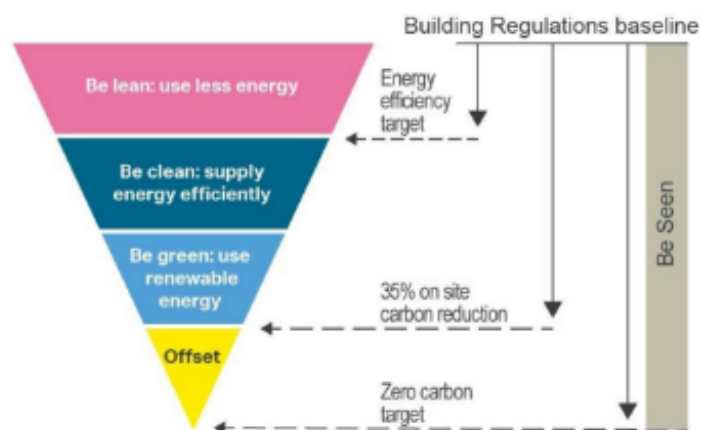 Building Regulations baseline
Be lean: use less energy
Energy
efficiency
target
Be clean: supply
energy efficiently
Be Seen
Be green: use
renewable
energy
35% on site
carbon reduction
Offset
Zero carbon
target